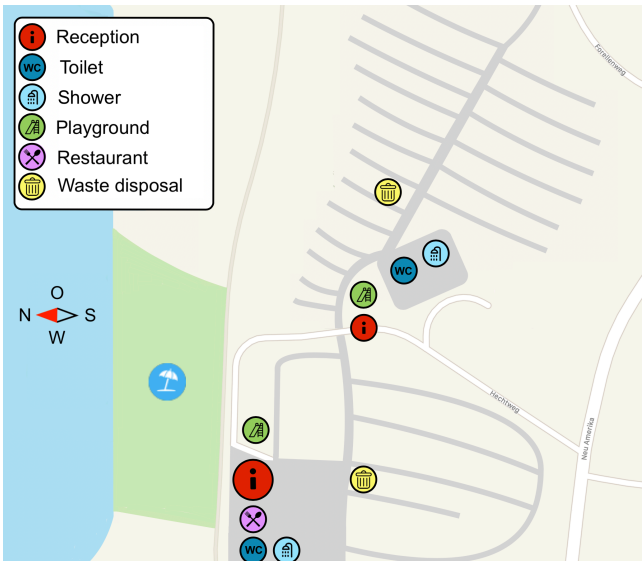 i Reception
WC Toilet
Shower
Playground
Restaurant
Waste disposal
Forellenweg
O
N S
W
WC
i
Hechtweg
Neu Amerika
i
WC